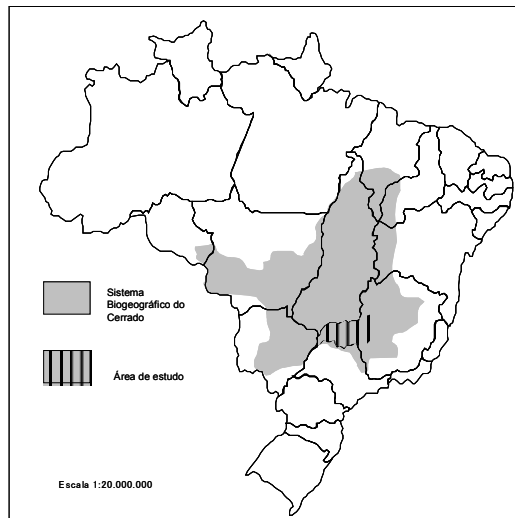 Sistema
Biogeográfico do
Cerrado
Área de estudo
Escala 1:20.000.000